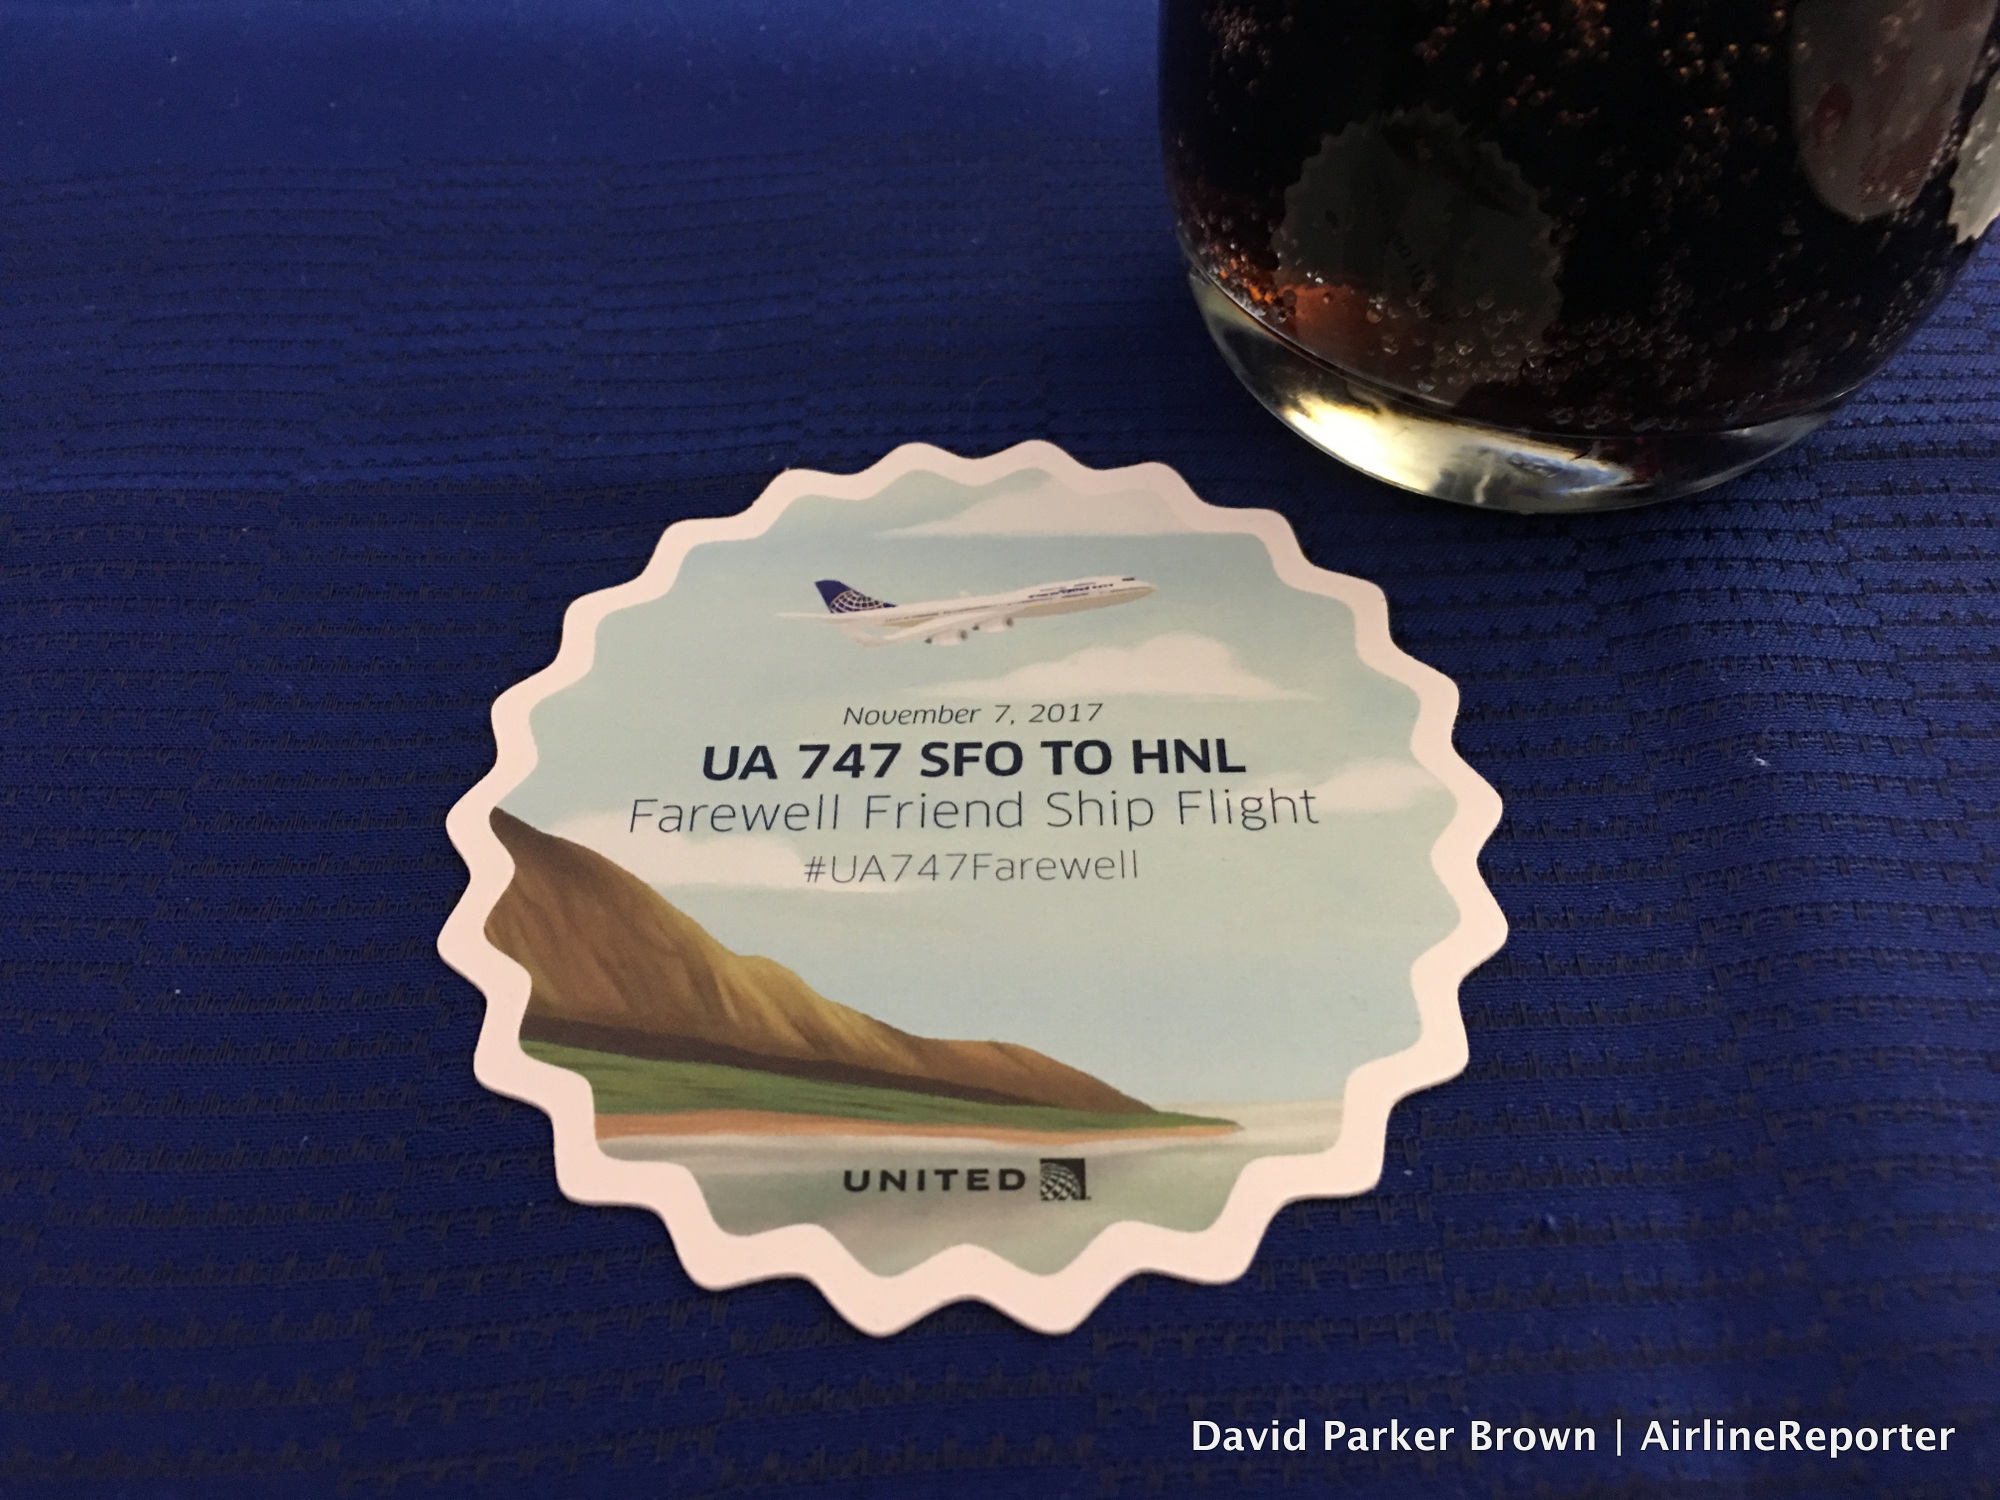 November 7, 2017
UA 747 SFO TO HNL
Farewell Friend Ship Flight
#UA747Farewell
UNITED
David Parker Brown | AirlineReporter